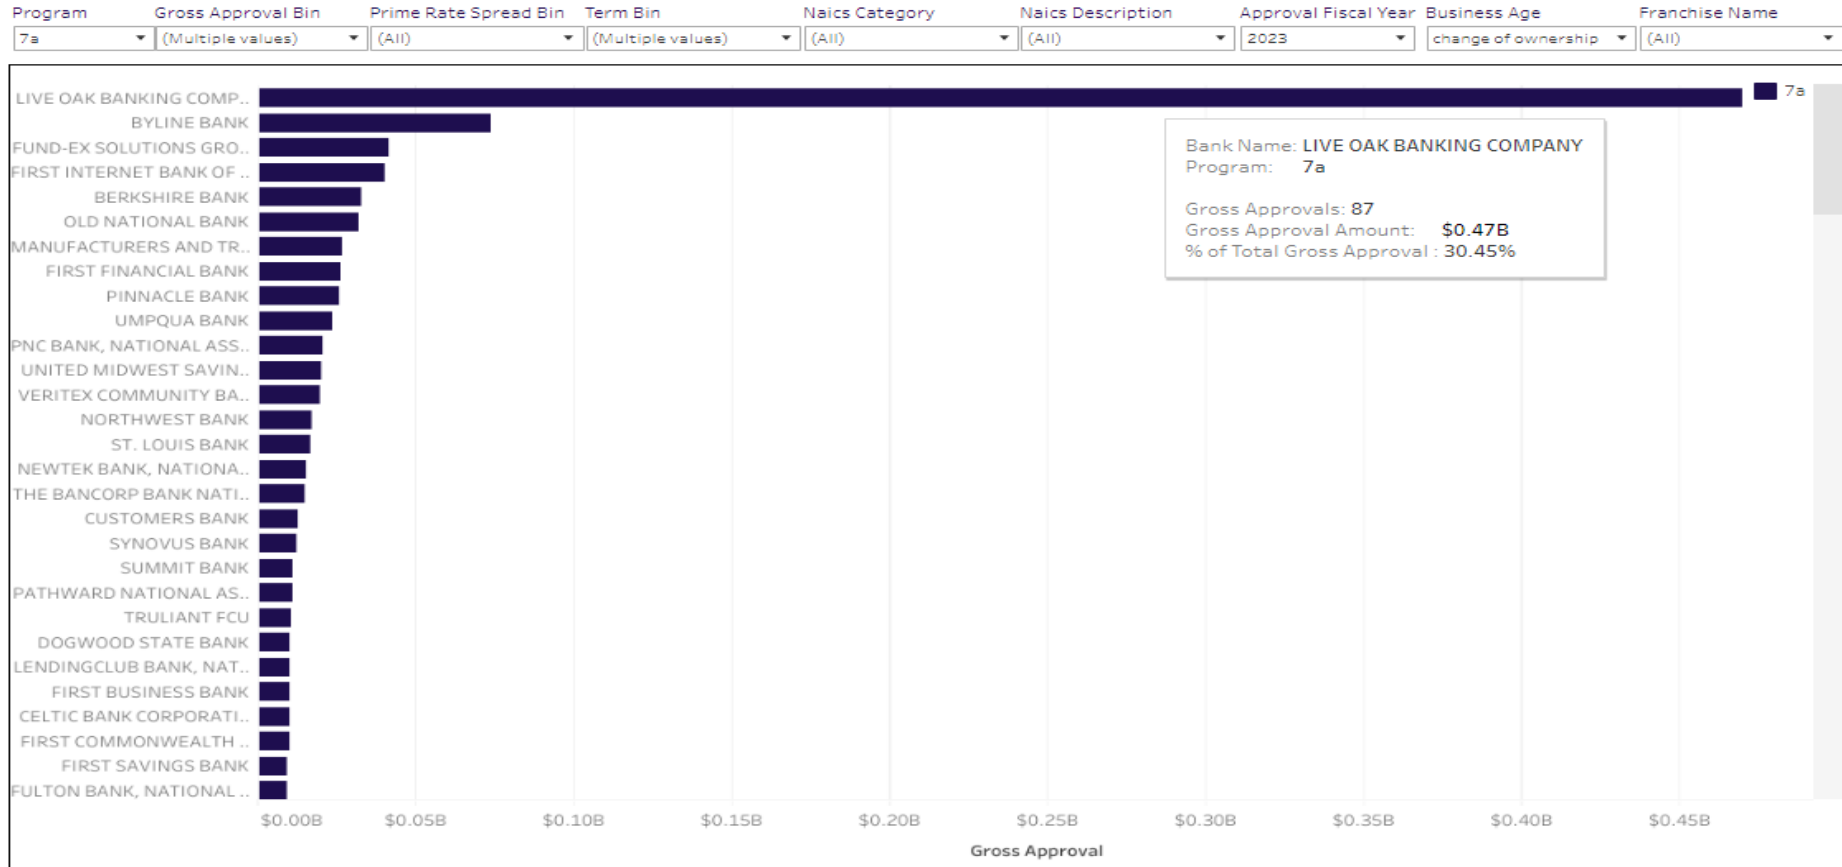 Program Gross Approval Bin Prime Rate Spread Bin Term Bin Naics Category Naics Description Approval Fiscal Year Business Age Franchise Name
7a (Multiple values) (All) (Multiple values) (All) (All) 2023 change of ownership (All)
LIVE OAK BANKING COMP..
7a
BYLINE BANK
FUND-EX SOLUTIONS GRO..
FIRST INTERNET BANK OF ..
BERKSHIRE BANK
OLD NATIONAL BANK
MANUFACTURERS AND TR..
FIRST FINANCIAL BANK
PINNACLE BANK
UMPQUA BANK
PNC BANK, NATIONAL ASS..
UNITED MIDWEST SAVIN..
VERITEX COMMUNITY BA..
NORTHWEST BANK
ST. LOUIS BANK
NEWTEK BANK, NATIONA..
THE BANCORP BANK NATI..
CUSTOMERS BANK
SYNOVUS BANK
SUMMIT BANK
PATHWARD NATIONAL AS..
TRULIANT FCU
DOGWOOD STATE BANK
LENDINGCLUB BANK, NAT..
FIRST BUSINESS BANK
CELTIC BANK CORPORATI..
FIRST COMMONWEALTH ..
FIRST SAVINGS BANK
FULTON BANK, NATIONAL ..
Bank Name: LIVE OAK BANKING COMPANY
Program: 7a
Gross Approvals: 87
Gross Approval Amount: $0.47B
% of Total Gross Approval : 30.45%
$0.00B $0.05B $0.10B $0.15B $0.20B $0.25B $0.30B $0.35B $0.40B $0.45B
Gross Approval